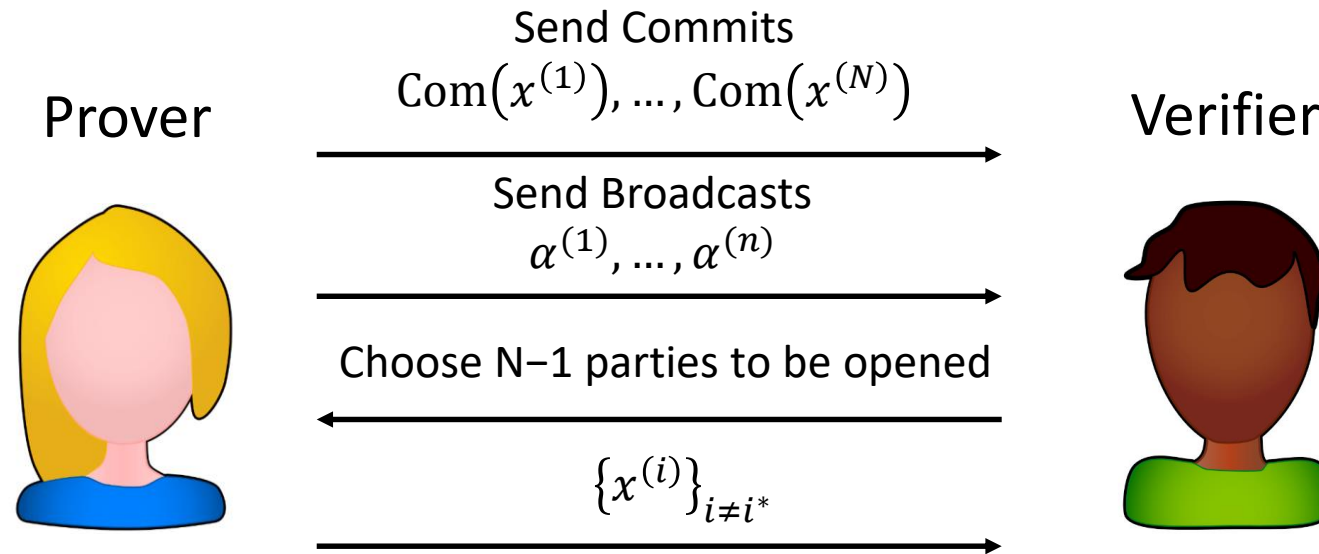 Send Commits
Com(x^(1)), ... , Com(x^(N))
Prover
Verifier
Send Broadcasts
α^(1), ... , α^(n)
Choose N−1 parties to be opened
{x^(i)}_{i≠i*}